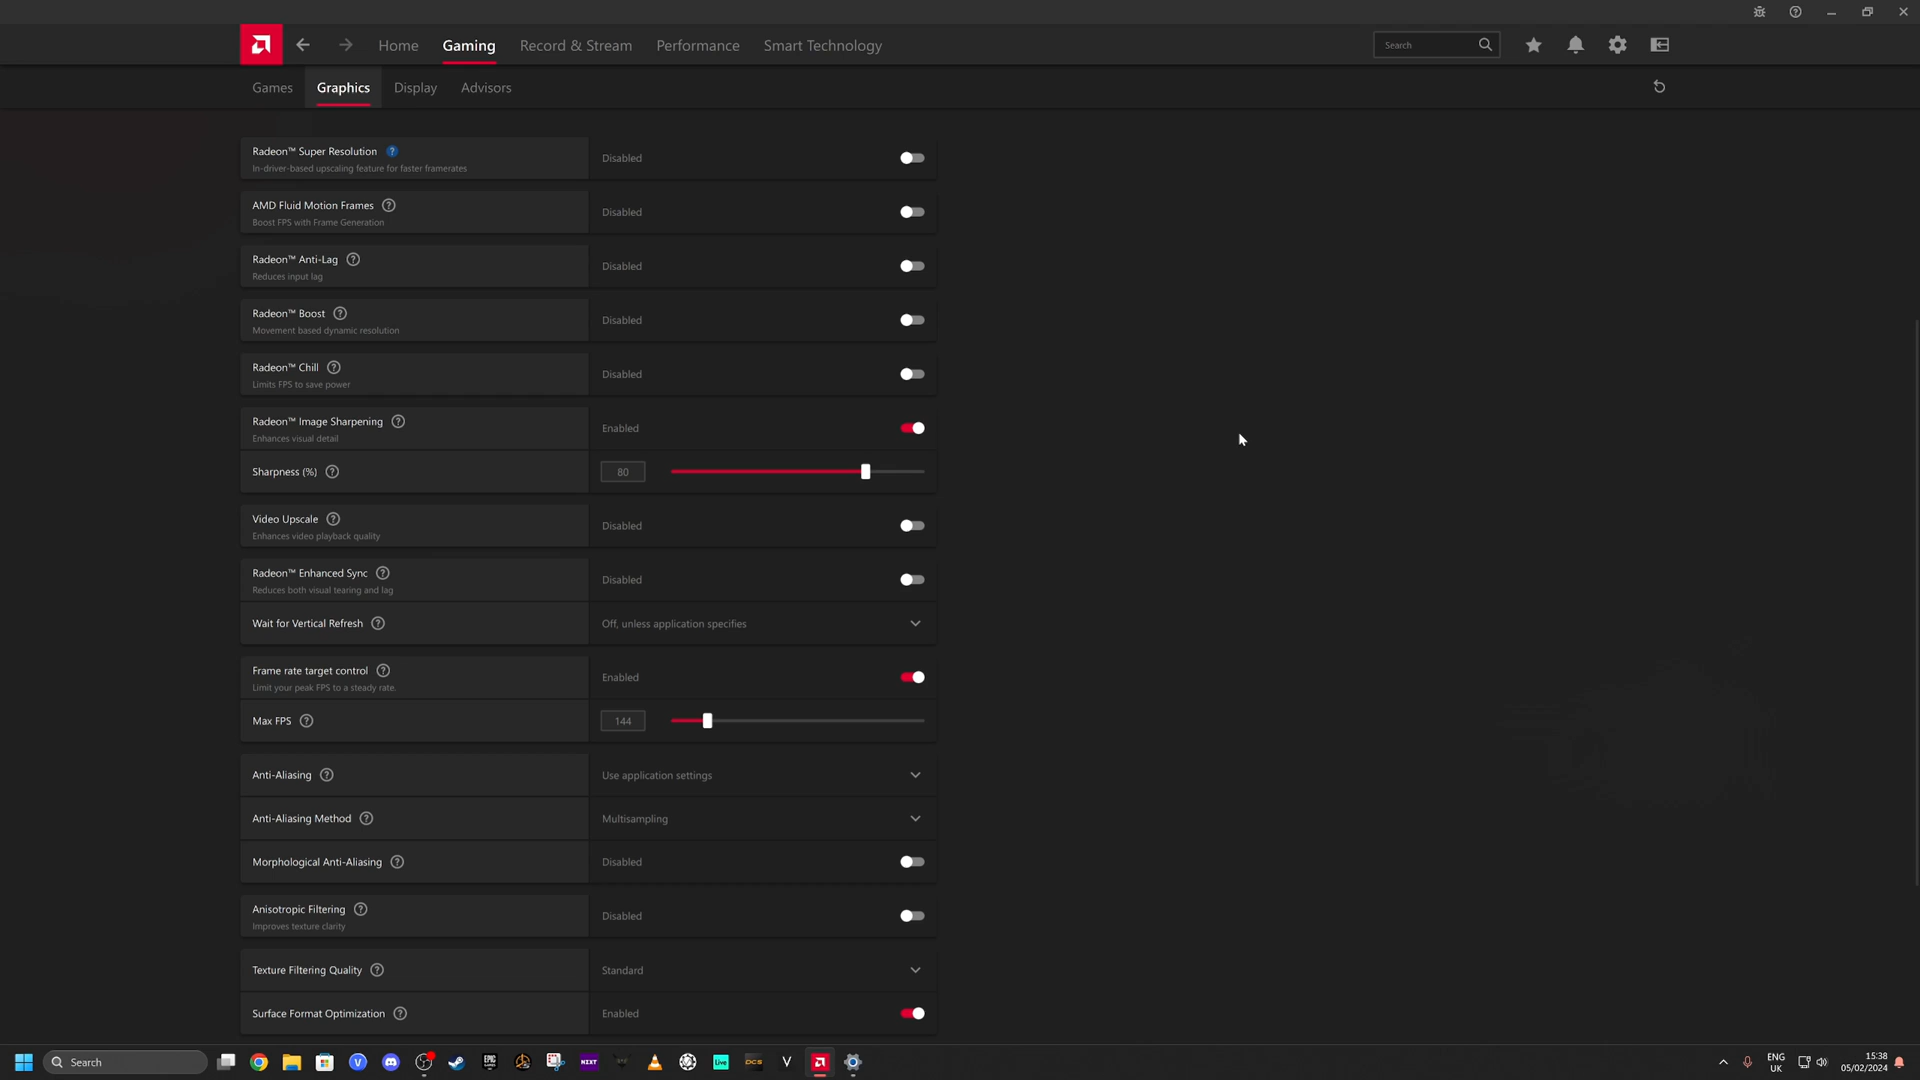 Home Gaming Record & Stream Performance Smart Technology Search
Games Graphics Display Advisors
Radeon™ Super Resolution ?
In-driver-based upscaling feature for faster framerates
Disabled
AMD Fluid Motion Frames ?
Boost FPS with Frame Generation
Disabled
Radeon™ Anti-Lag ?
Reduces input lag
Disabled
Radeon™ Boost ?
Movement based dynamic resolution
Disabled
Radeon™ Chill ?
Limits FPS to save power
Disabled
Radeon™ Image Sharpening ?
Enhances visual detail
Enabled
Sharpness (%) ? 80
Video Upscale ?
Enhances video playback quality
Disabled
Radeon™ Enhanced Sync ?
Reduces both visual tearing and lag
Disabled
Wait for Vertical Refresh ? Off, unless application specifies
Frame rate target control ?
Limit your peak FPS to a steady rate.
Enabled
Max FPS ? 144
Anti-Aliasing ? Use application settings
Anti-Aliasing Method ? Multisampling
Morphological Anti-Aliasing ? Disabled
Anisotropic Filtering ?
Improves texture clarity
Disabled
Texture Filtering Quality ? Standard
Surface Format Optimization ? Enabled
Search EPIC NEXT Live DCS V
ENG
UK
15:38
05/02/2024